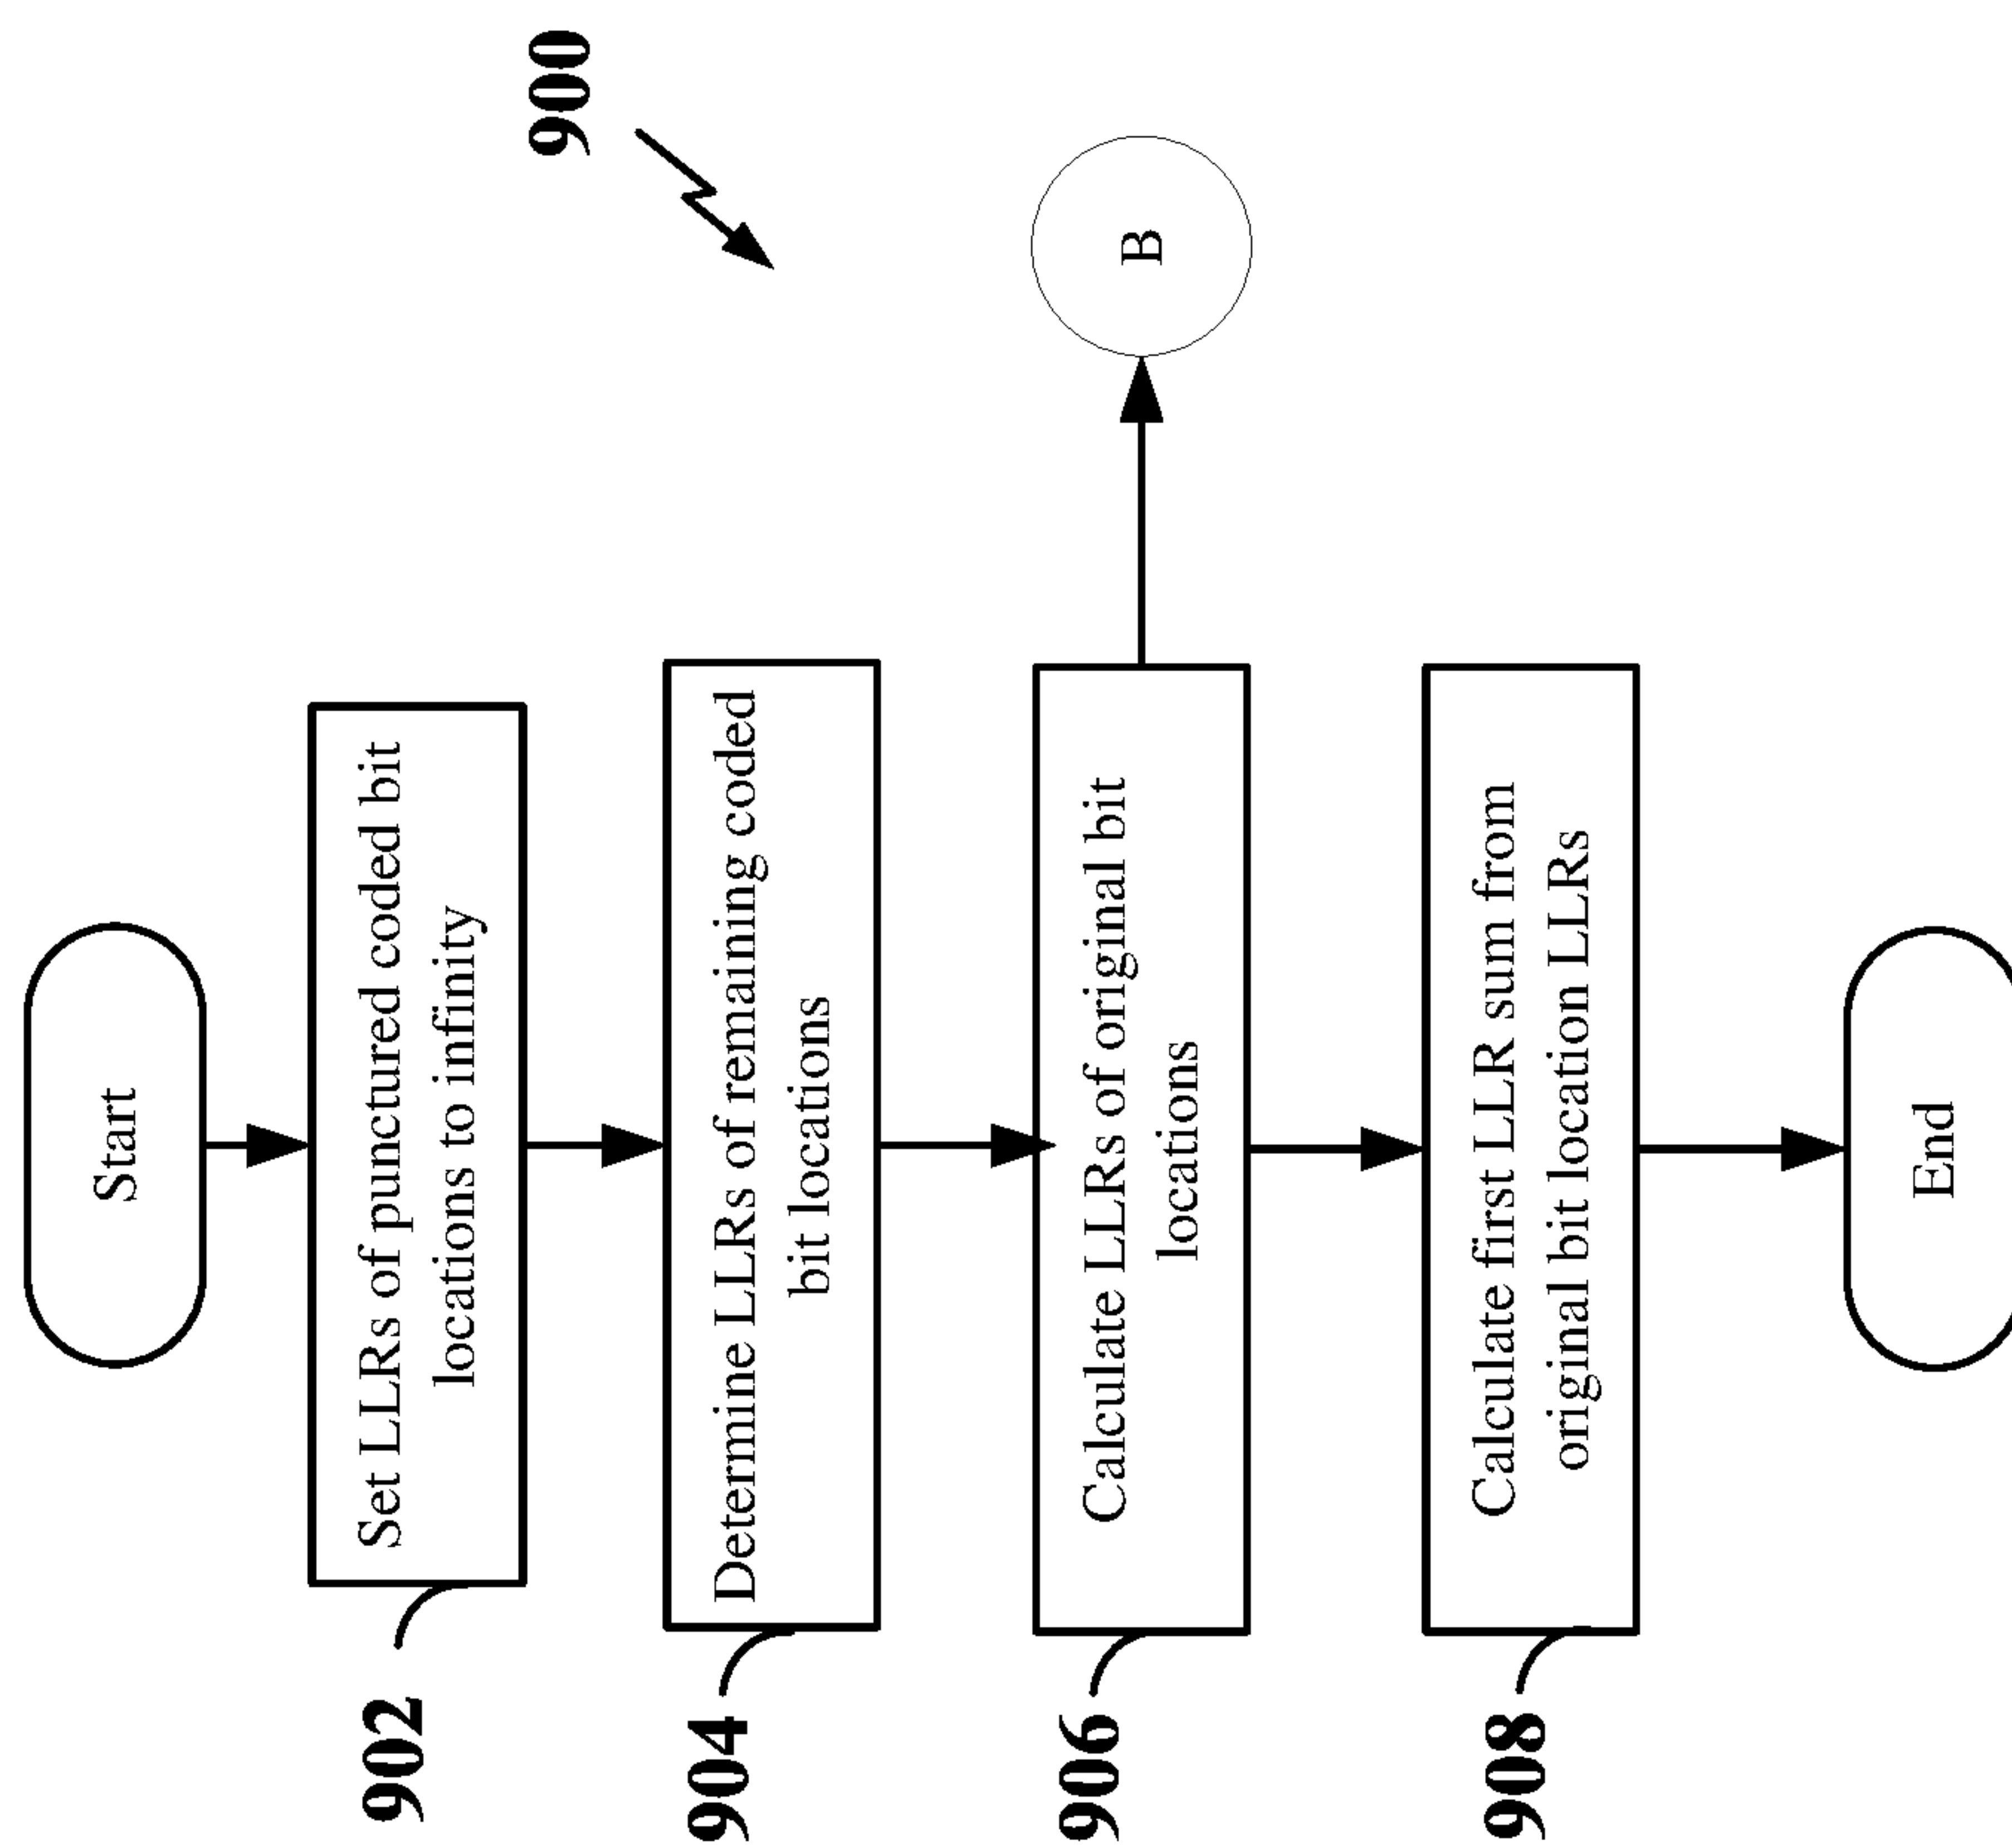 900
Start
902
Set LLRs of punctured coded bit
locations to infinity
904
Determine LLRs of remaining coded
bit locations
906
Calculate LLRs of original bit
locations
B
908
Calculate first LLR sum from
original bit location LLRs
End